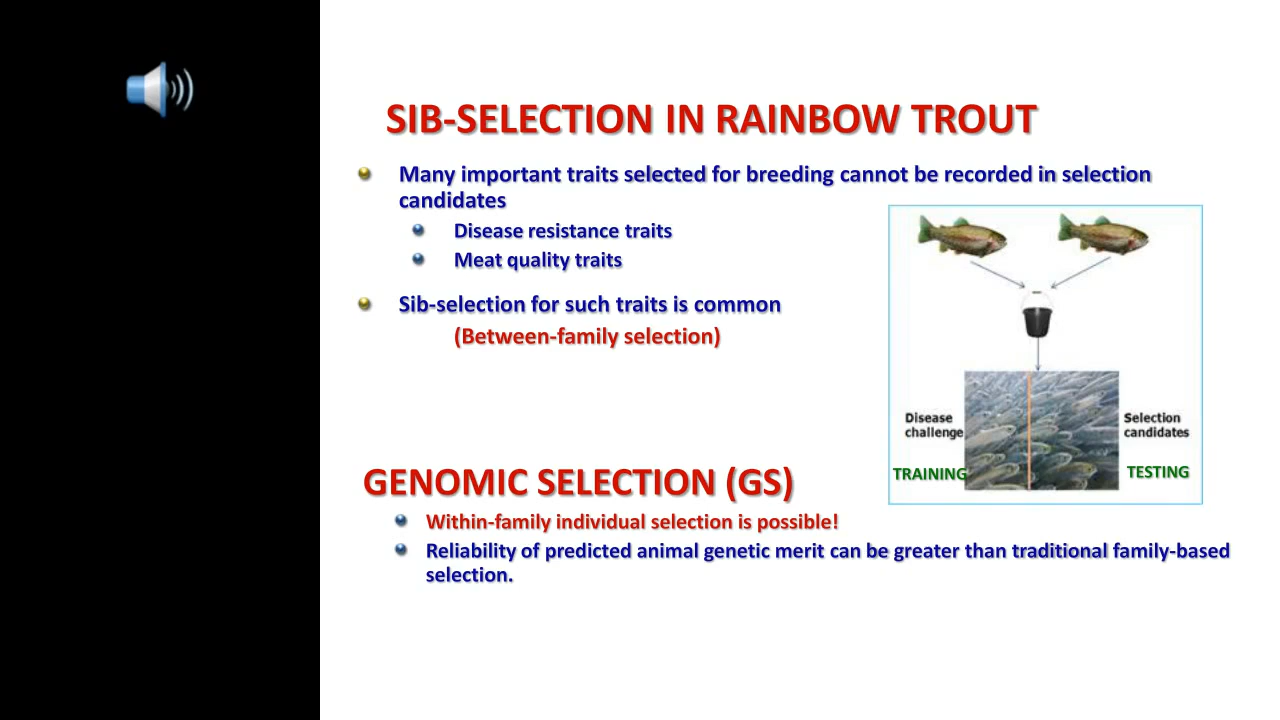 SIB-SELECTION IN RAINBOW TROUT
Many important traits selected for breeding cannot be recorded in selection
candidates
Disease resistance traits
Meat quality traits
Sib-selection for such traits is common
(Between-family selection)
Disease
challenge
Selection
candidates
TRAINING
TESTING
GENOMIC SELECTION (GS)
Within-family individual selection is possible!
Reliability of predicted animal genetic merit can be greater than traditional family-based
selection.